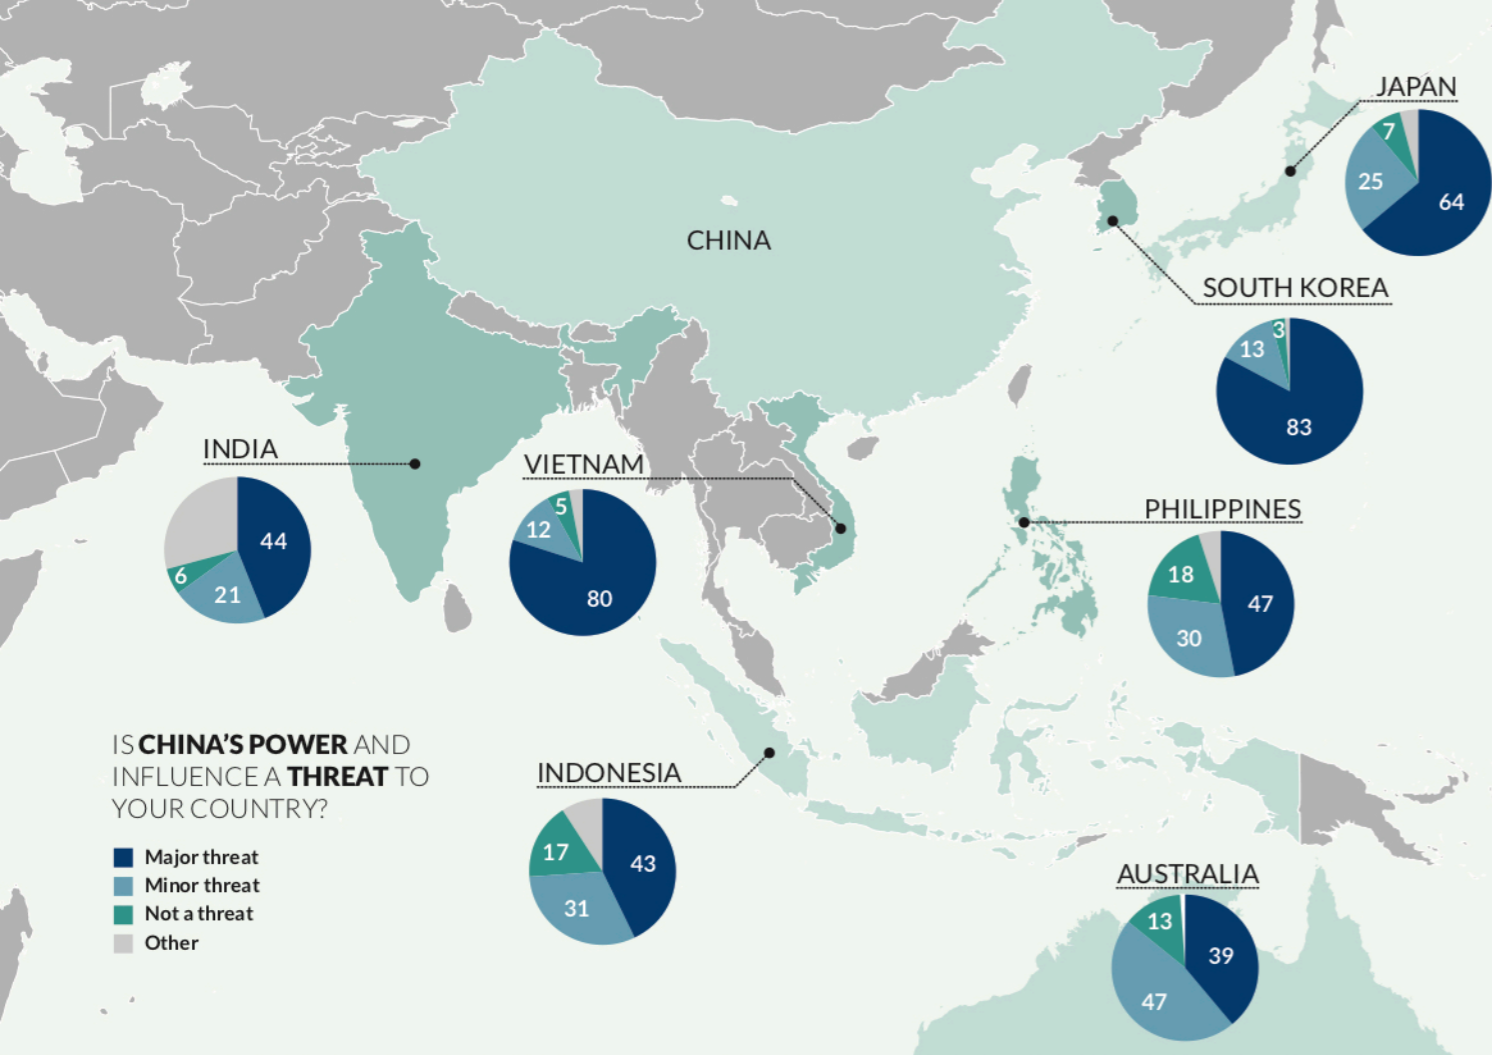 JAPAN
7
25
64
CHINA
SOUTH KOREA
3
13
83
INDIA
44
6
21
VIETNAM
5
12
80
PHILIPPINES
18
47
30
IS CHINA'S POWER AND
INFLUENCE A THREAT TO
YOUR COUNTRY?
Major threat
Minor threat
Not a threat
Other
INDONESIA
17
43
31
AUSTRALIA
13
39
47